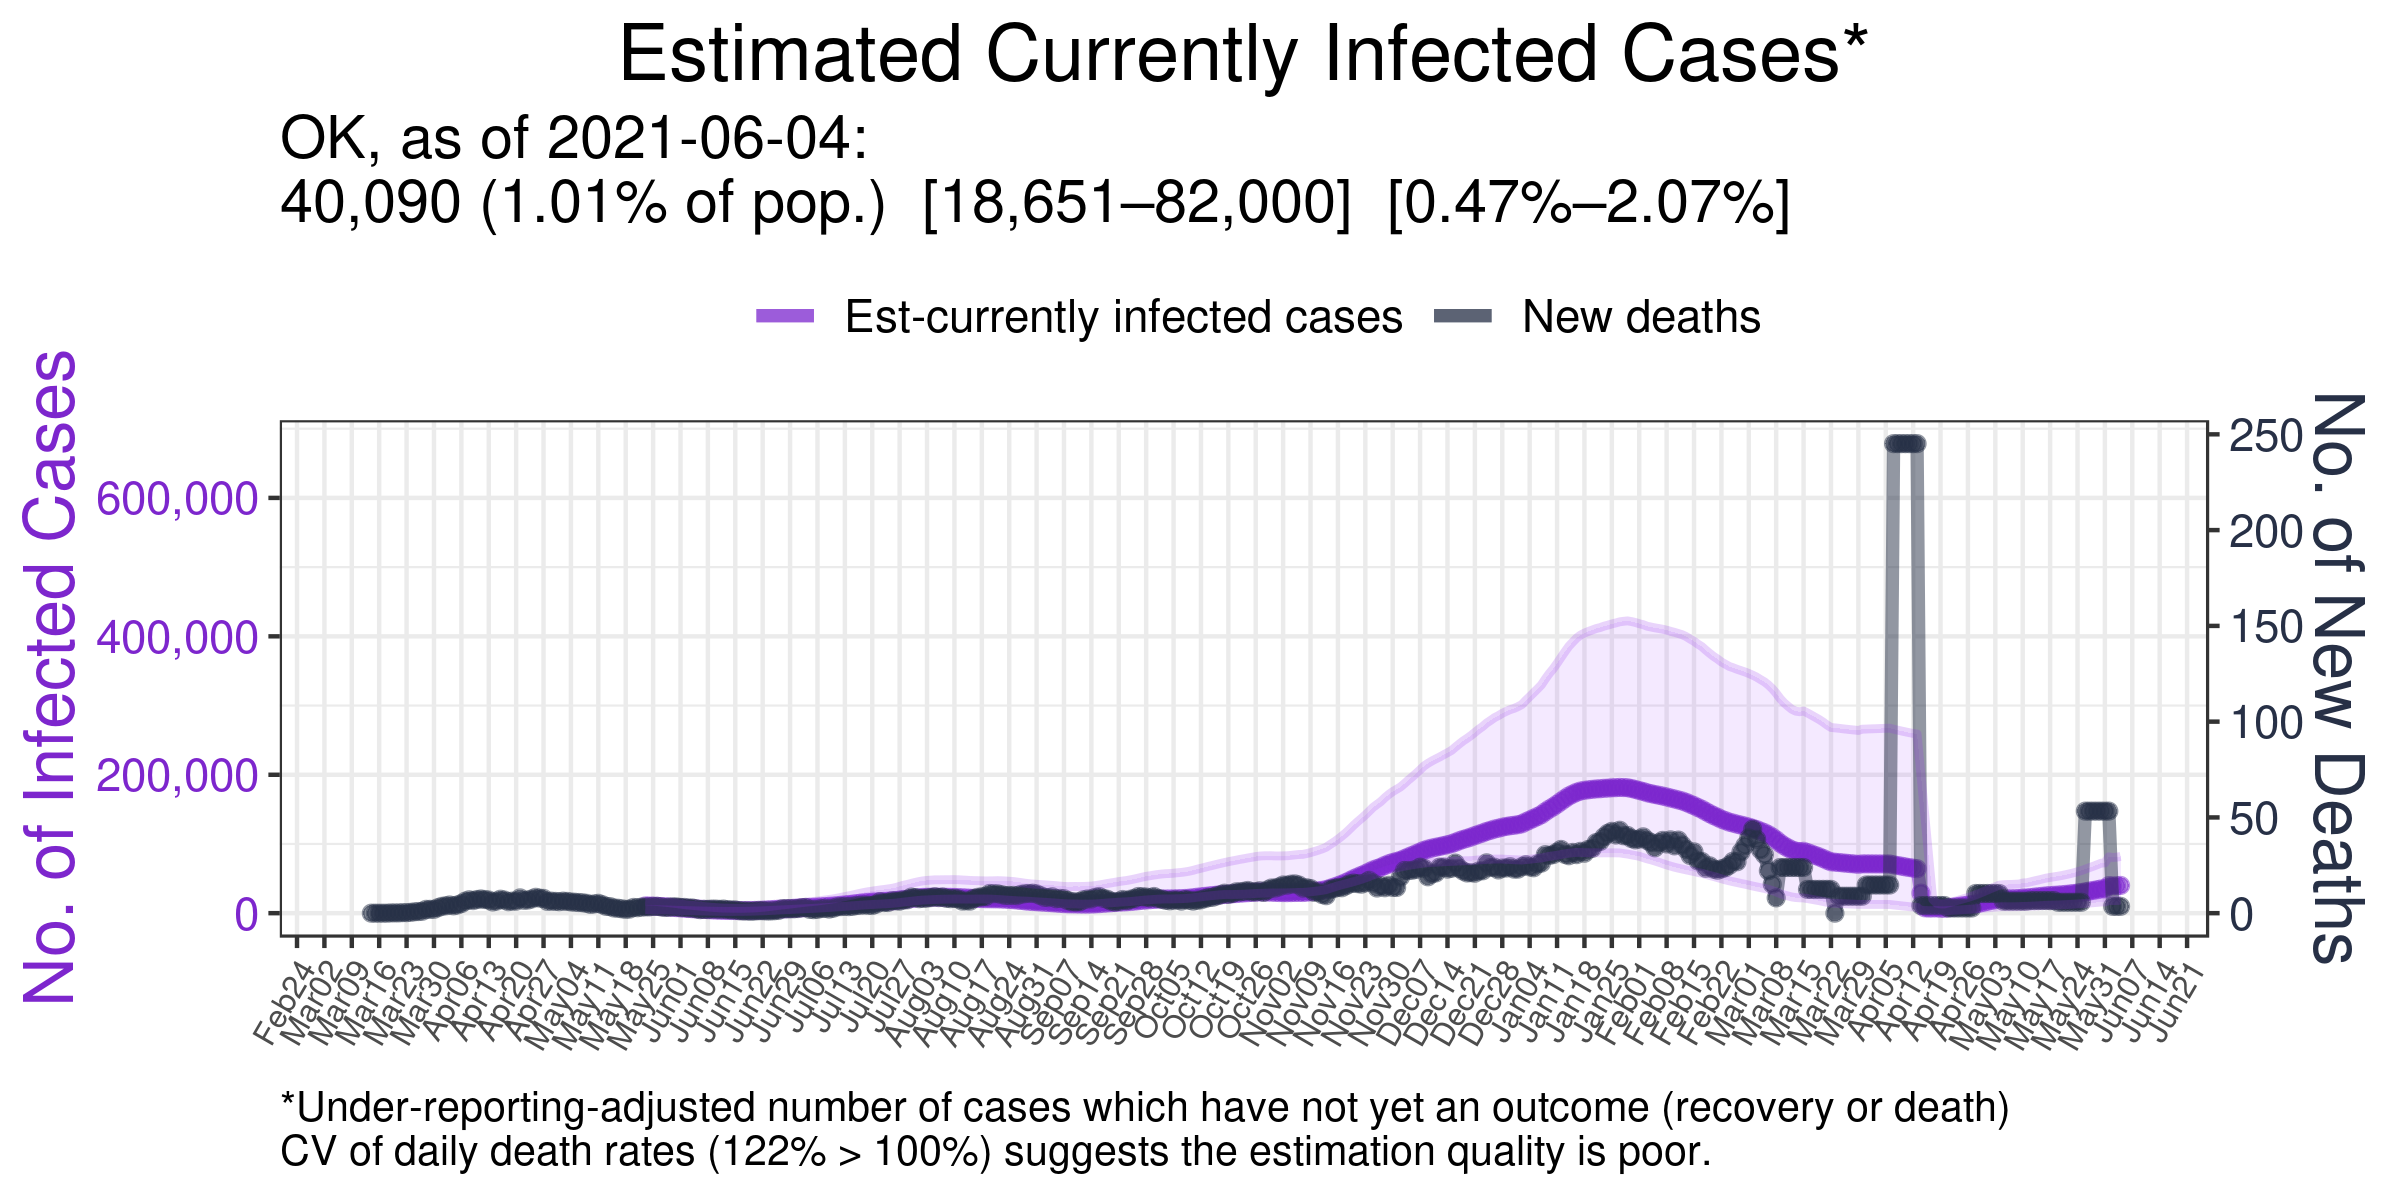 Estimated Currently Infected Cases*
OK, as of 2021-06-04:
40,090 (1.01% of pop.)  [18,651–82,000]  [0.47%–2.07%]
Est-currently infected cases
New deaths
No. of Infected Cases
600,000
400,000
200,000
0
250
200
150
100
50
0
No. of New Deaths
Feb24
Mar02
Mar09
Mar16
Mar23
Mar30
Apr06
Apr13
Apr20
Apr27
May04
May11
May18
May25
Jun01
Jun08
Jun15
Jun22
Jun29
Jul06
Jul13
Jul20
Jul27
Aug03
Aug10
Aug17
Aug24
Aug31
Sep07
Sep14
Sep21
Sep28
Oct05
Oct12
Oct19
Oct26
Nov02
Nov09
Nov16
Nov23
Nov30
Dec07
Dec14
Dec21
Dec28
Jan04
Jan11
Jan18
Jan25
Feb01
Feb08
Feb15
Feb22
Mar01
Mar08
Mar15
Mar22
Mar29
Apr05
Apr12
Apr19
Apr26
May03
May10
May17
May24
May31
Jun07
Jun14
Jun21
*Under-reporting-adjusted number of cases which have not yet an outcome (recovery or death)
CV of daily death rates (122% > 100%) suggests the estimation quality is poor.